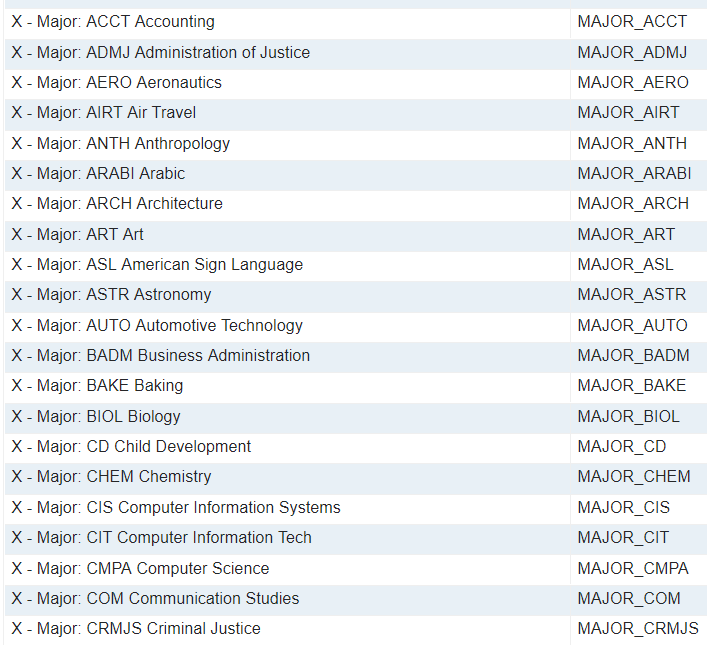 X - Major: ACCT Accounting MAJOR_ACCT
X - Major: ADMJ Administration of Justice MAJOR_ADMJ
X - Major: AERO Aeronautics MAJOR_AERO
X - Major: AIRT Air Travel MAJOR_AIRT
X - Major: ANTH Anthropology MAJOR_ANTH
X - Major: ARABI Arabic MAJOR_ARABI
X - Major: ARCH Architecture MAJOR_ARCH
X - Major: ART Art MAJOR_ART
X - Major: ASL American Sign Language MAJOR_ASL
X - Major: ASTR Astronomy MAJOR_ASTR
X - Major: AUTO Automotive Technology MAJOR_AUTO
X - Major: BADM Business Administration MAJOR_BADM
X - Major: BAKE Baking MAJOR_BAKE
X - Major: BIOL Biology MAJOR_BIOL
X - Major: CD Child Development MAJOR_CD
X - Major: CHEM Chemistry MAJOR_CHEM
X - Major: CIS Computer Information Systems MAJOR_CIS
X - Major: CIT Computer Information Tech MAJOR_CIT
X - Major: CMPA Computer Science MAJOR_CMPA
X - Major: COM Communication Studies MAJOR_COM
X - Major: CRMJS Criminal Justice MAJOR_CRMJS